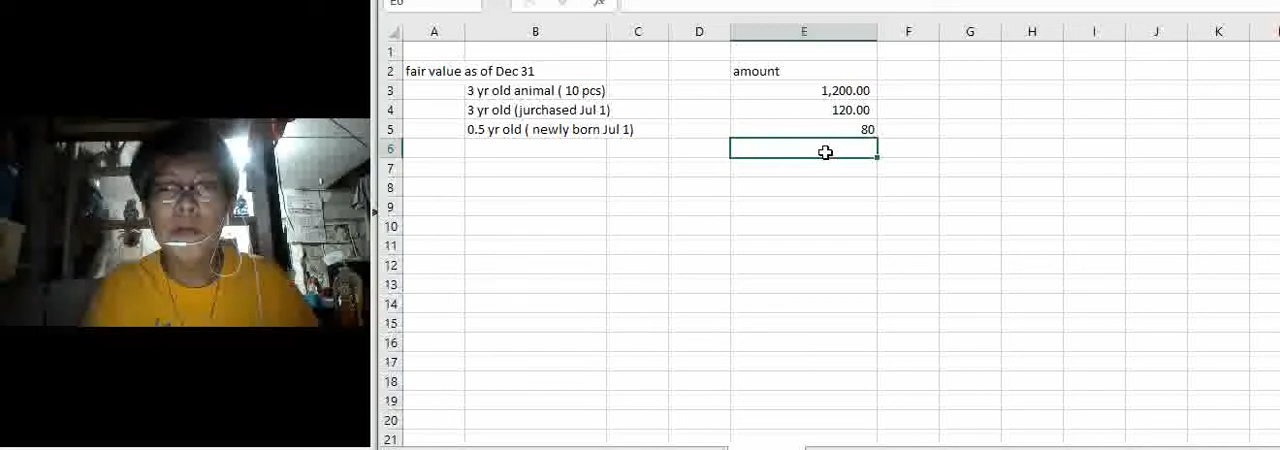 E6 fx
A B C D E F G H I J K
1
2 fair value as of Dec 31 amount
3 3 yr old animal ( 10 pcs) 1,200.00
4 3 yr old (jurchased Jul 1) 120.00
5 0.5 yr old ( newly born Jul 1) 80
6
7
8
9
10
11
12
13
14
15
16
17
18
19
20
21